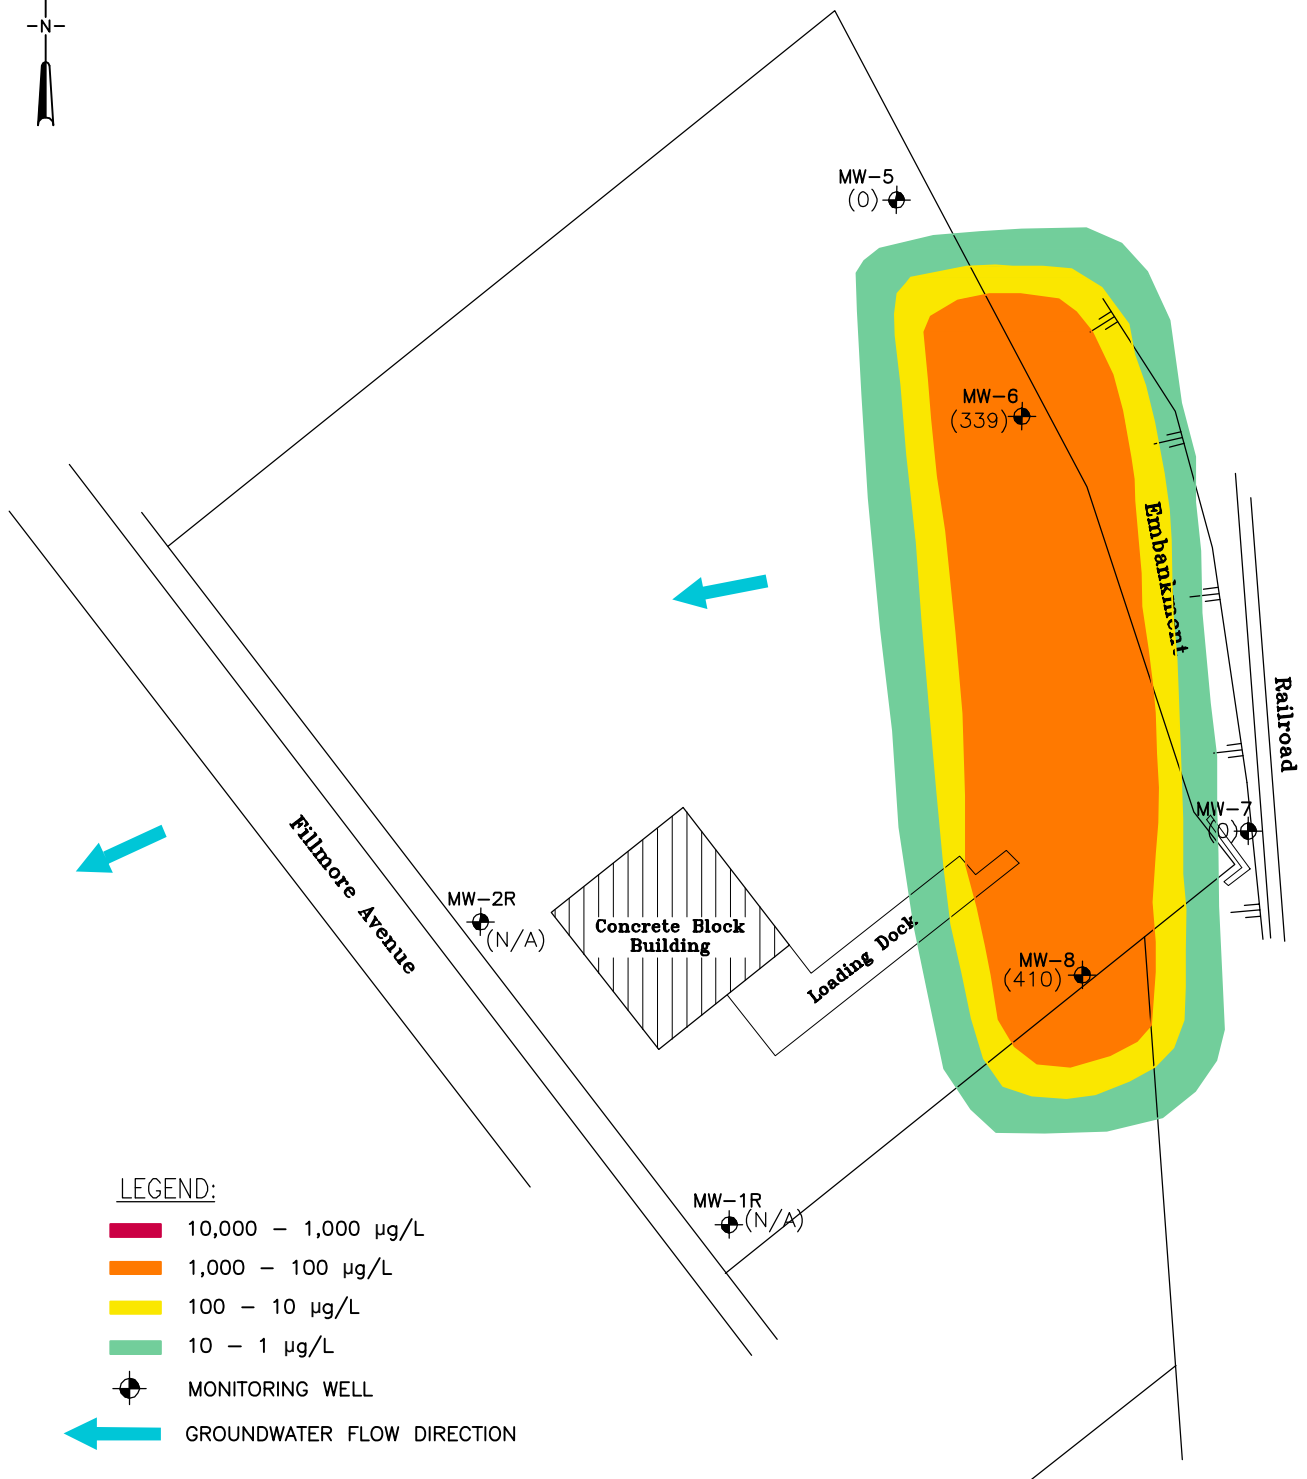 N
MW-5
(0)
MW-6
(339)
Embankment
Railroad
MW-7
(0)
Fillmore Avenue
MW-2R
(N/A)
Concrete Block
Building
Loading Dock
MW-8
(410)
MW-1R
(N/A)
LEGEND:
10,000 – 1,000 µg/L
1,000 – 100 µg/L
100 – 10 µg/L
10 – 1 µg/L
MONITORING WELL
GROUNDWATER FLOW DIRECTION